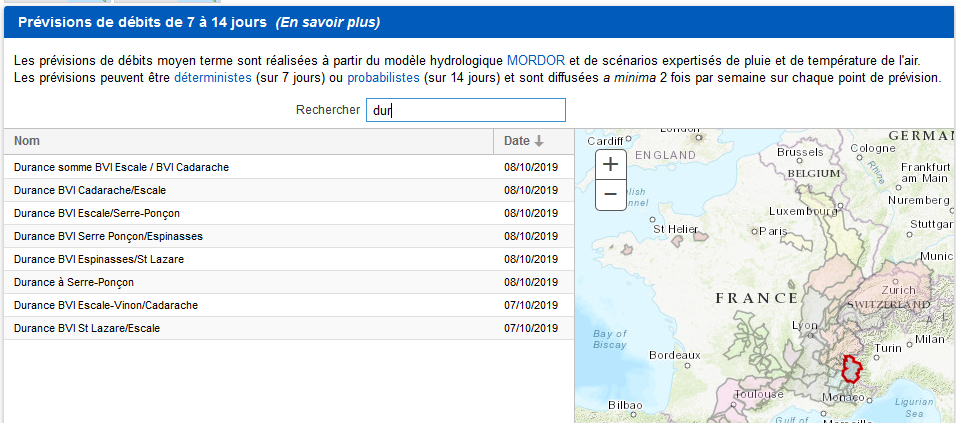 Prévisions de débits de 7 à 14 jours (En savoir plus)
Les prévisions de débits moyen terme sont réalisées à partir du modèle hydrologique MORDOR et de scénarios expertisés de pluie et de température de l'air.
Les prévisions peuvent être déterministes (sur 7 jours) ou probabilistes (sur 14 jours) et sont diffusées a minima 2 fois par semaine sur chaque point de prévision.
Rechercher dur
Nom Date
Durance somme BVI Escale / BVI Cadarache 08/10/2019
Durance BVI Cadarache/Escale 08/10/2019
Durance BVI Escale/Serre-Ponçon 08/10/2019
Durance BVI Serre Ponçon/Espinasses 08/10/2019
Durance BVI Espinasses/St Lazare 08/10/2019
Durance à Serre-Ponçon 08/10/2019
Durance BVI Escale-Vinon/Cadarache 07/10/2019
Durance BVI St Lazare/Escale 07/10/2019
London
GERMAN
Cardiff
ENGLAND
Brussels
Cologne
+
BELGIUM
Rhine
Frankfurt
am Main
−
Nuremberg
Luxembourg
St Helier
Paris
Stuttgart
Munic
FRANCE
Zurich
SWITZERLAND
Bay of
Biscay
Lyon
Milan
Turin
Bordeaux
Toulouse
Monaco
Ligurian
Sea
Bilbao
Gulf of
Marseille